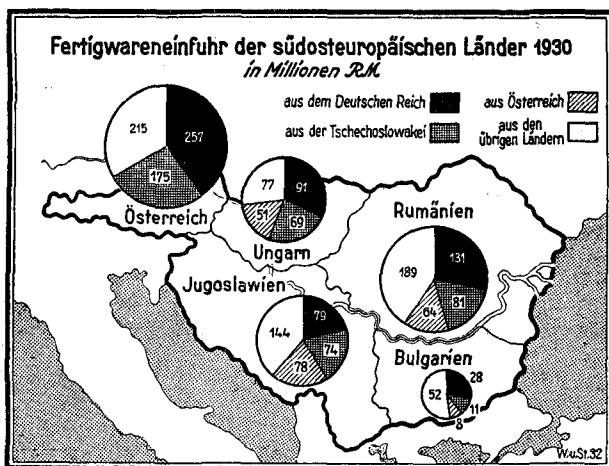 Fertigwareneinfuhr der südosteuropäischen Länder 1930
in Millionen RM.
aus dem Deutschen Reich
aus Österreich
aus der Tschechoslowakei
aus den
übrigen Ländern
215
257
175
Österreich
77
91
51
69
Ungarn
Rumänien
189
131
64
81
Jugoslawien
144
79
78
74
Bulgarien
52
28
11
8
W.u.St.32